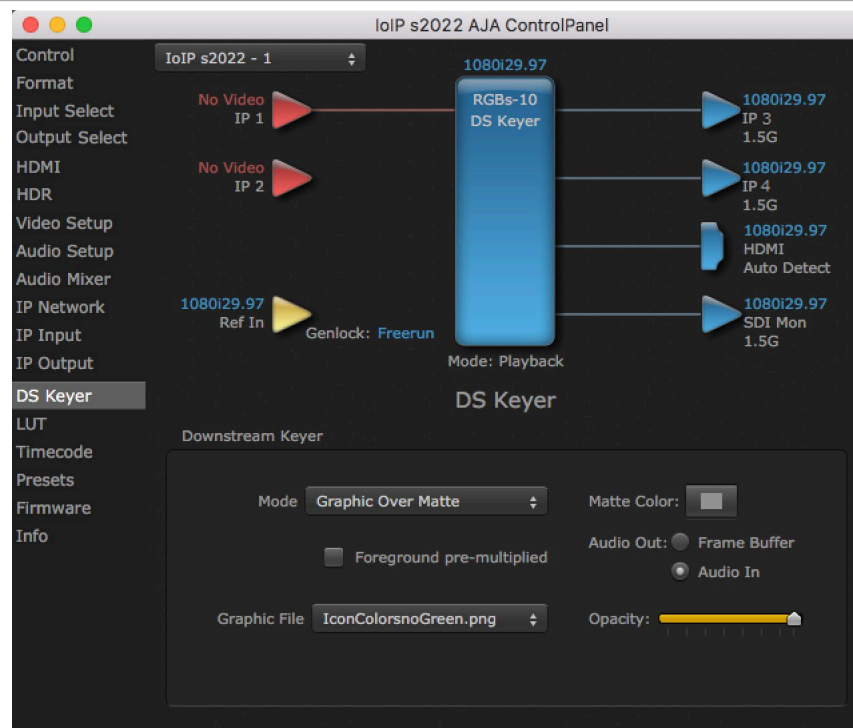 IoIP s2022 AJA ControlPanel
Control
Format
Input Select
Output Select
HDMI
HDR
Video Setup
Audio Setup
Audio Mixer
IP Network
IP Input
IP Output
DS Keyer
LUT
Timecode
Presets
Firmware
Info
IoIP s2022 - 1
1080i29.97
No Video
IP 1
RGBs-10
DS Keyer
1080i29.97
IP 3
1.5G
No Video
IP 2
1080i29.97
IP 4
1.5G
1080i29.97
HDMI
Auto Detect
1080i29.97
Ref In
Genlock: Freerun
1080i29.97
SDI Mon
1.5G
Mode: Playback
DS Keyer
Downstream Keyer
Mode Graphic Over Matte
Matte Color:
Foreground pre-multiplied
Audio Out: Frame Buffer
Audio In
Graphic File IconColorsnoGreen.png
Opacity: